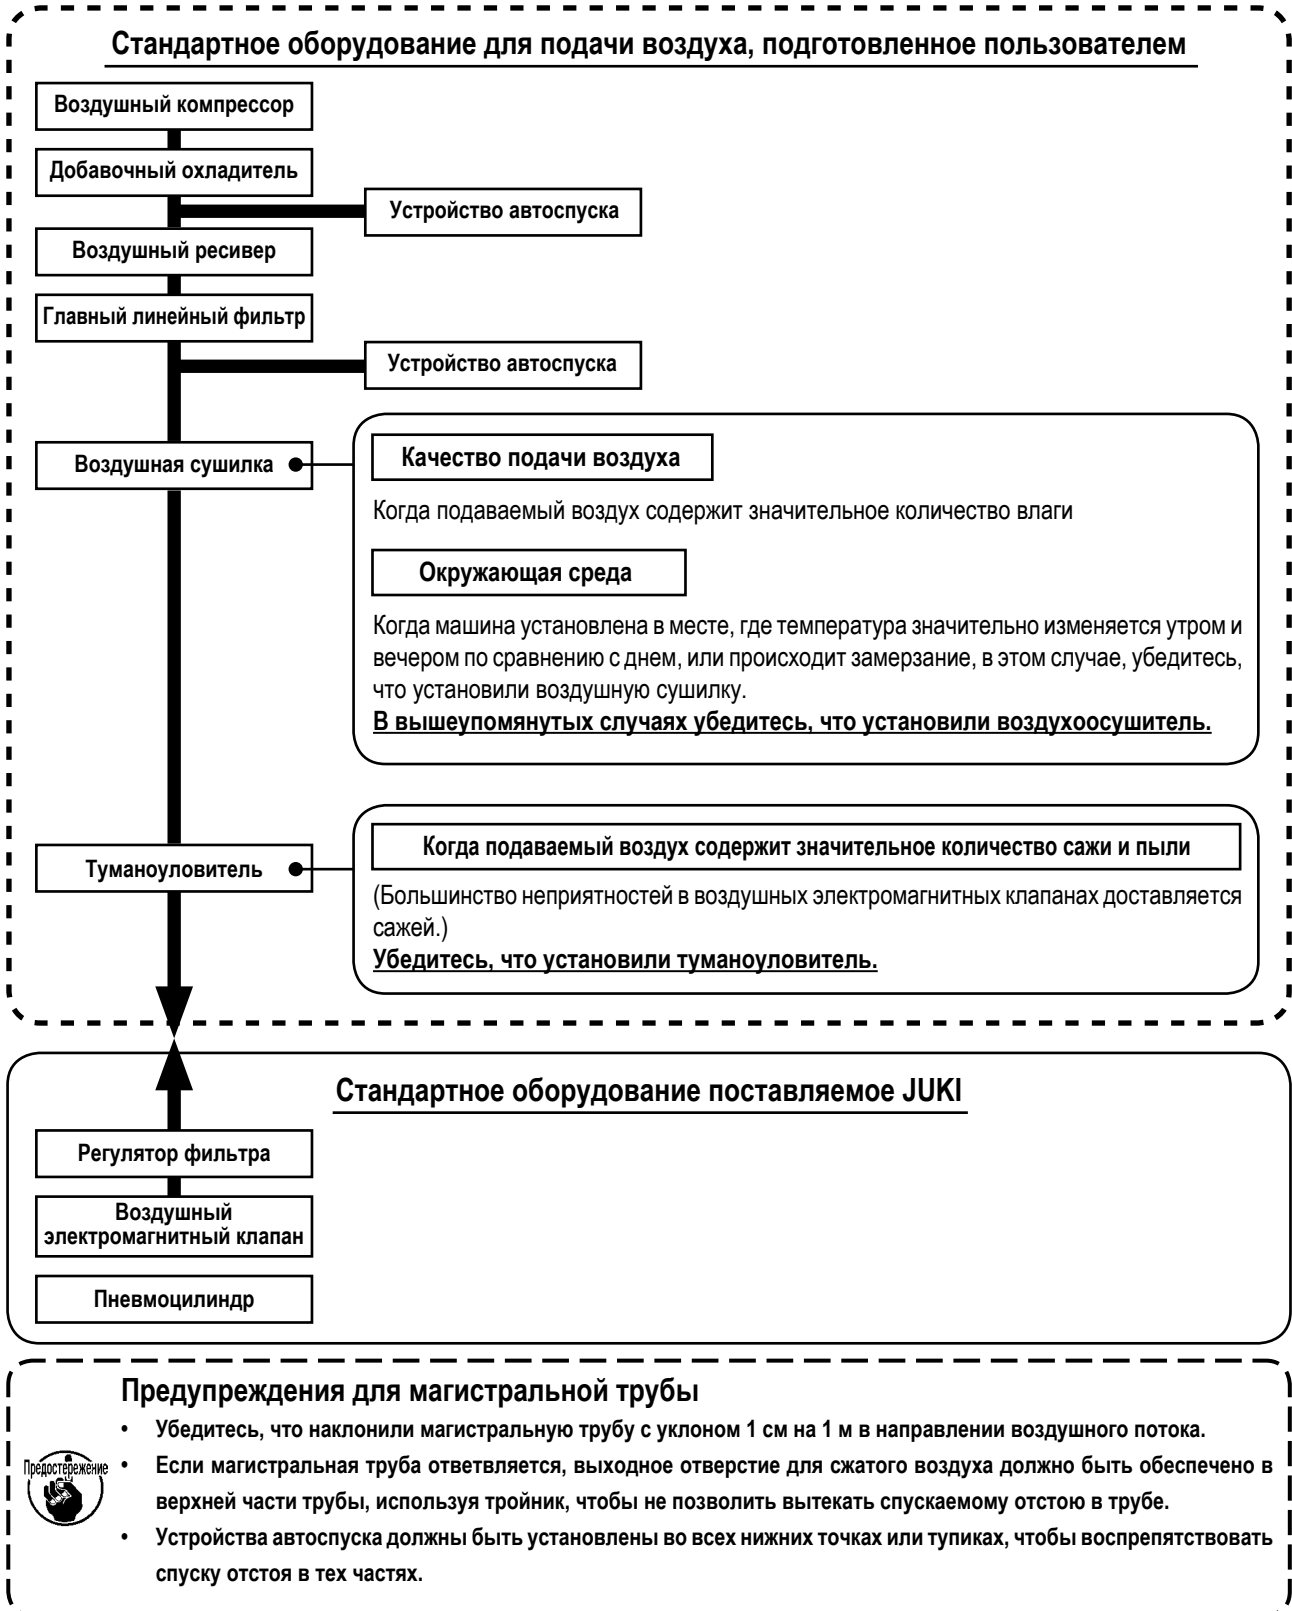 Стандартное оборудование для подачи воздуха, подготовленное пользователем
Воздушный компрессор
Добавочный охладитель
Устройство автоспуска
Воздушный ресивер
Главный линейный фильтр
Устройство автоспуска
Воздушная сушилка
Качество подачи воздуха
Когда подаваемый воздух содержит значительное количество влаги
Окружающая среда
Когда машина установлена в месте, где температура значительно изменяется утром и
вечером по сравнению с днем, или происходит замерзание, в этом случае, убедитесь,
что установили воздушную сушилку.
В вышеупомянутых случаях убедитесь, что установили воздухоосушитель.
Туманоуловитель
Когда подаваемый воздух содержит значительное количество сажи и пыли
(Большинство неприятностей в воздушных электромагнитных клапанах доставляется
сажей.)
Убедитесь, что установили туманоуловитель.
Стандартное оборудование поставляемое JUKI
Регулятор фильтра
Воздушный
электромагнитный клапан
Пневмоцилиндр
Предупреждения для магистральной трубы
• Убедитесь, что наклонили магистральную трубу с уклоном 1 см на 1 м в направлении воздушного потока.
Предостережение
• Если магистральная труба ответвляется, выходное отверстие для сжатого воздуха должно быть обеспечено в
верхней части трубы, используя тройник, чтобы не позволить вытекать спускаемому отстою в трубе.
• Устройства автоспуска должны быть установлены во всех нижних точках или тупиках, чтобы воспрепятствовать
спуску отстоя в тех частях.